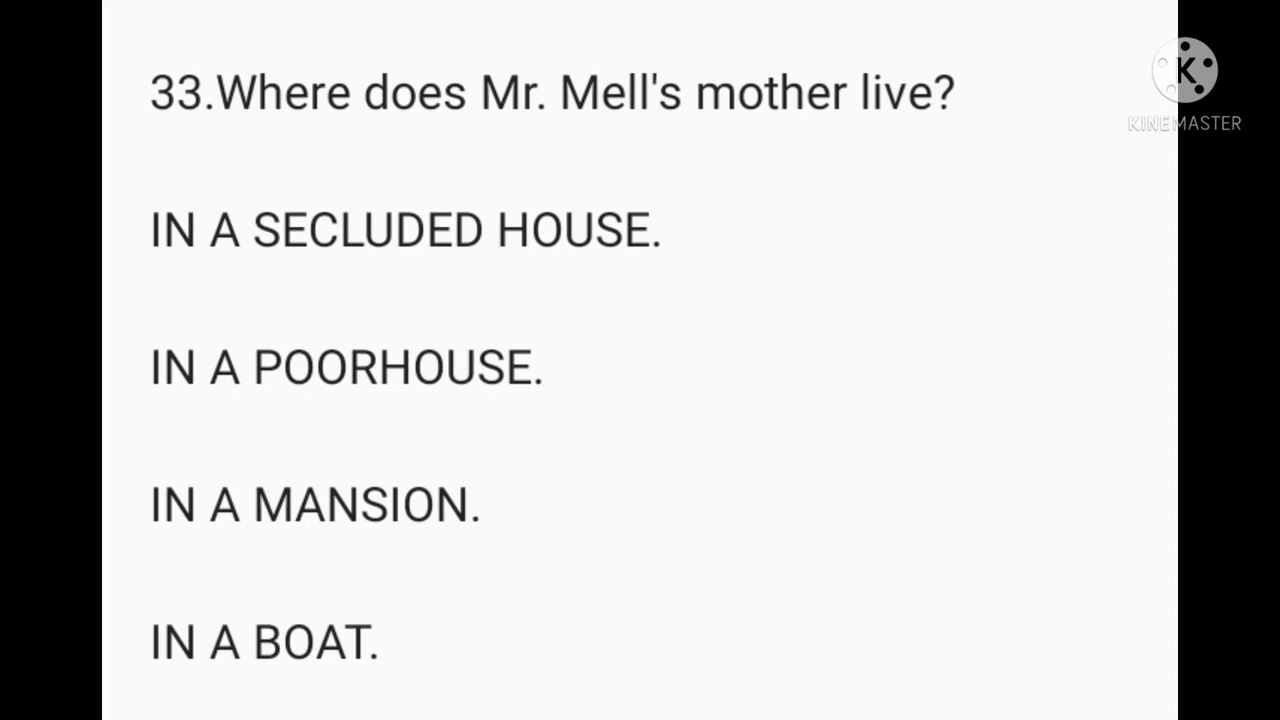 33.Where does Mr. Mell's mother live?
IN A SECLUDED HOUSE.
IN A POORHOUSE.
IN A MANSION.
IN A BOAT.
K
KINEMASTER